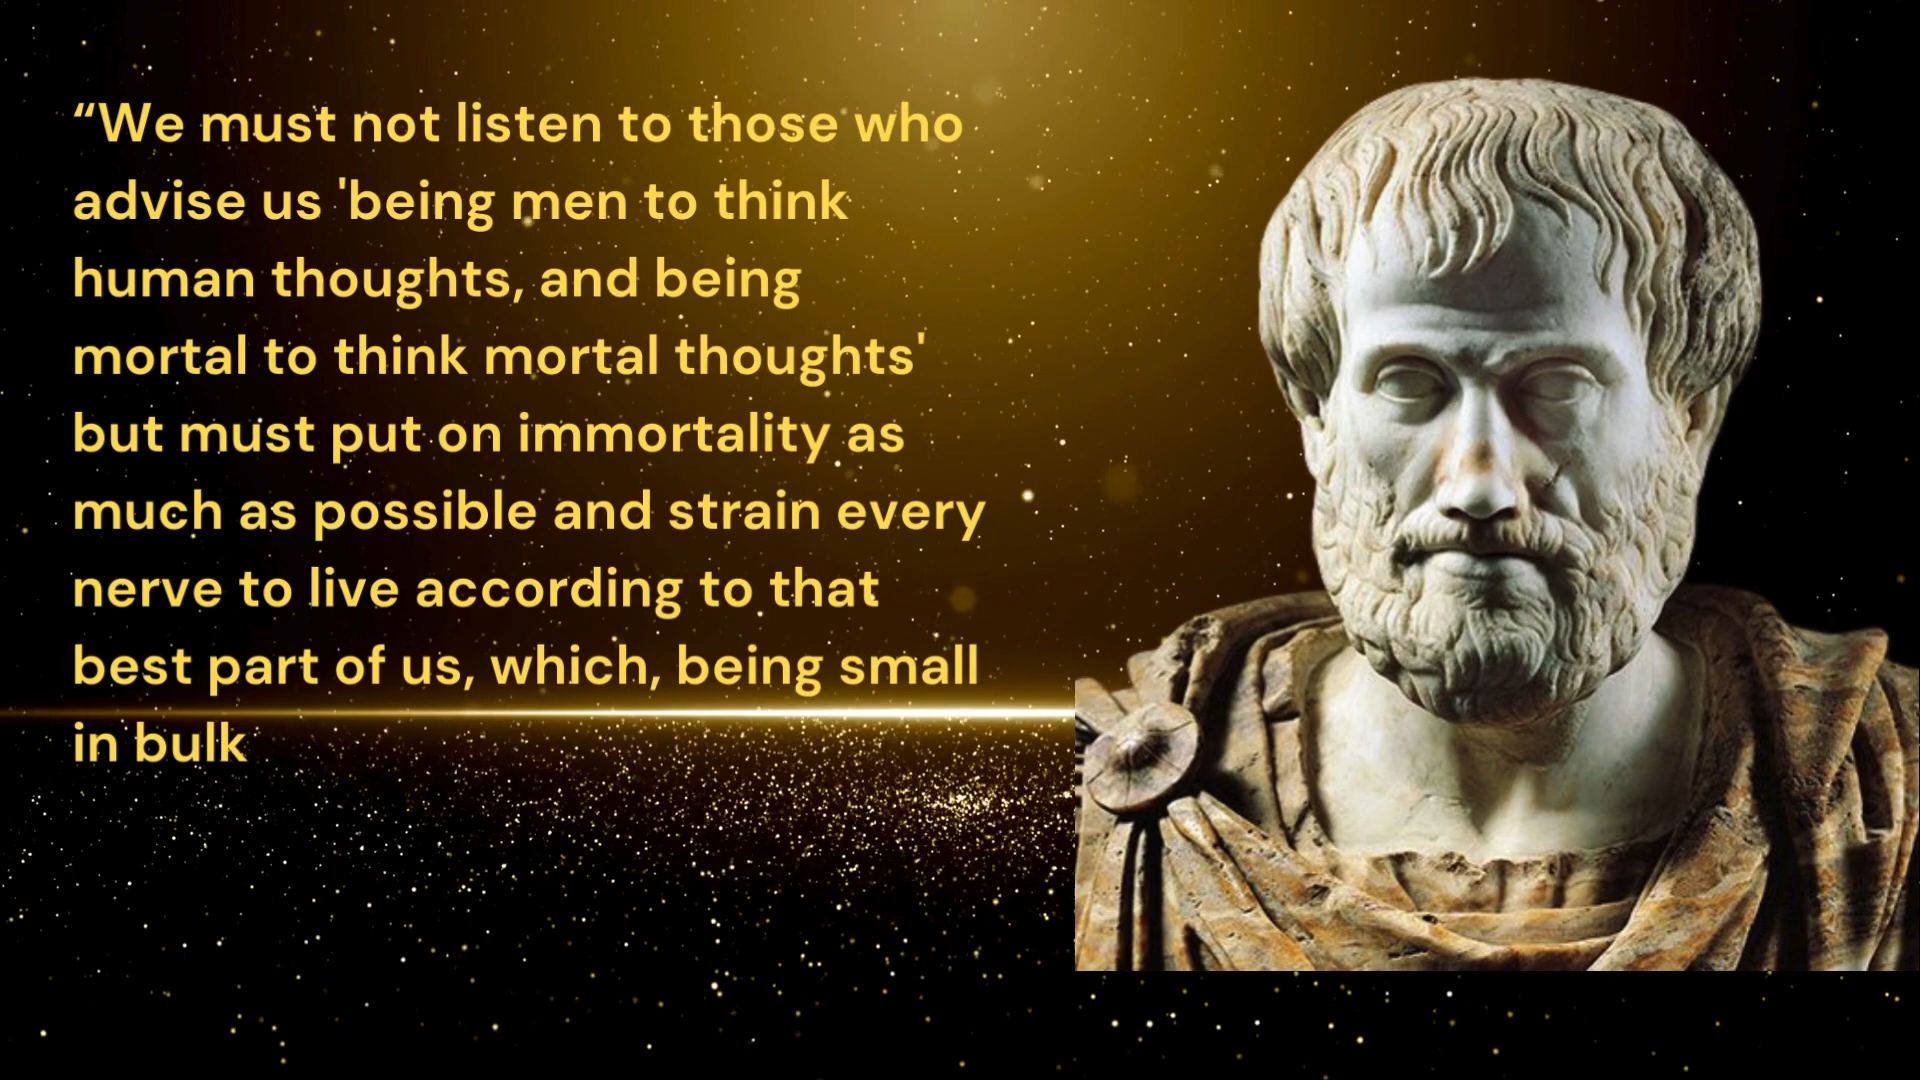 “We must not listen to those who
advise us 'being men to think
human thoughts, and being
mortal to think mortal thoughts'
but must put on immortality as
much as possible and strain every
nerve to live according to that
best part of us, which, being small
in bulk